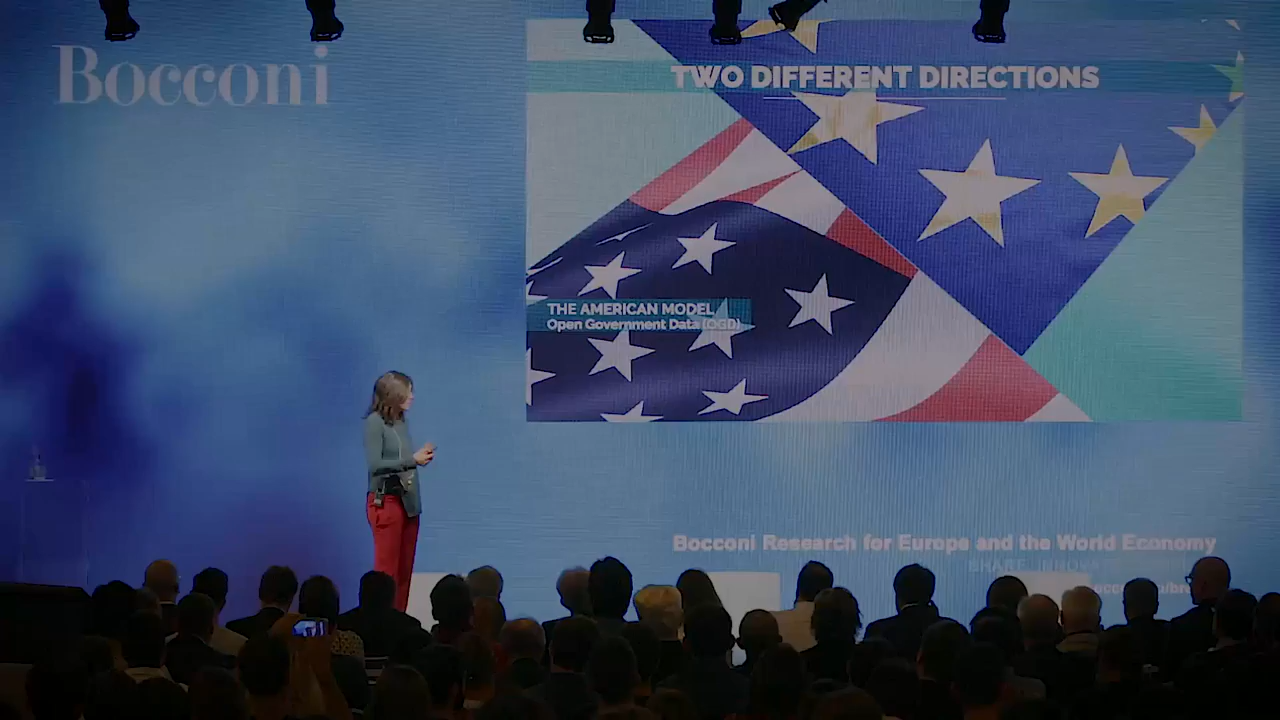 Bocconi
TWO DIFFERENT DIRECTIONS
THE AMERICAN MODEL
Open Government Data (OGD)
Bocconi Research for Europe and the World Economy